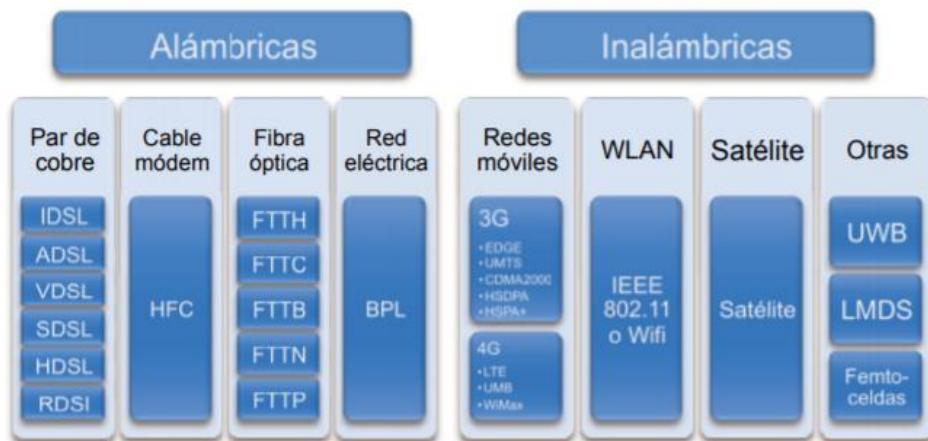 Alámbricas
Inalámbricas
Par de
cobre
IDSL
ADSL
VDSL
SDSL
HDSL
RDSI
Cable
módem
HFC
Fibra
óptica
FTTH
FTTC
FTTB
FTTN
FTTP
Red
eléctrica
BPL
Redes
móviles
3G
•EDGE
•UMTS
•CDMA2000
•HSDPA
•HSPA+
4G
•LTE
•UMB
•WiMax
WLAN
IEEE
802.11
o Wifi
Satélite
Satélite
Otras
UWB
LMDS
Femto-
celdas